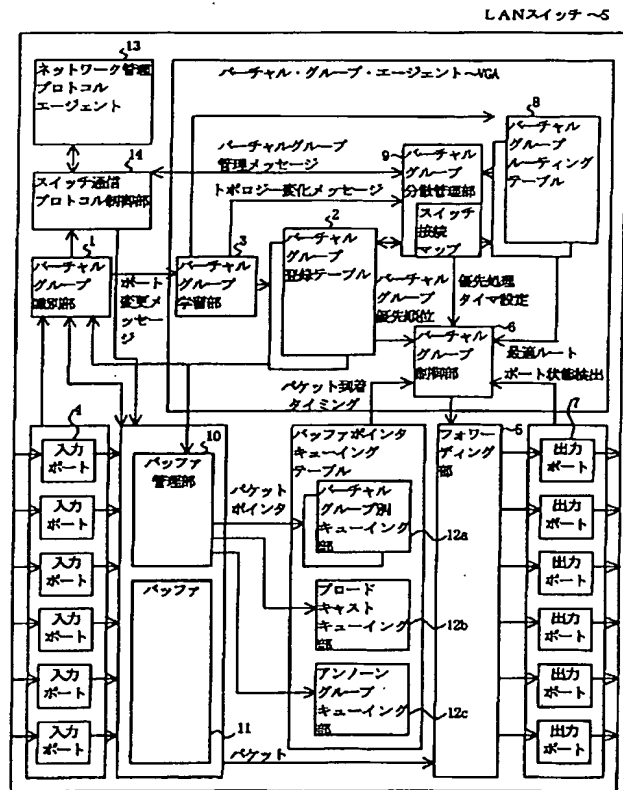 LANスイッチ～5
13
ネットワーク管理
プロトコル
エージェント
バーチャル・グループ・エージェント～VGA
8
バーチャル
グループ
ルーティング
テーブル
14
スイッチ通信
プロトコル制御部
バーチャルグループ
管理メッセージ
9
バーチャル
グループ
分散管理部
スイッチ
接続
マップ
トポロジー変化メッセージ
1
バーチャル
グループ
識別部
ポート
変更メッ
セージ
3
バーチャル
グループ
学習部
2
バーチャル
グループ
登録テーブル
バーチャル
グループ
優先順位
優先処理
タイマ設定
6
バーチャル
グループ
制御部
最適ルート
ポート状態検出
パケット到着
タイミング
4
入力
ポート
入力
ポート
入力
ポート
入力
ポート
入力
ポート
入力
ポート
10
バッファ
管理部
バッファ
11
パケット
ポインタ
バッファポインタ
キューイング
テーブル
バーチャル
グループ別
キューイング
部
12a
ブロード
キャスト
キューイング
部
12b
アンノーン
グループ
キューイング
部
12c
パケット
5
フォワー
ディング
部
7
出力
ポート
出力
ポート
出力
ポート
出力
ポート
出力
ポート
出力
ポート